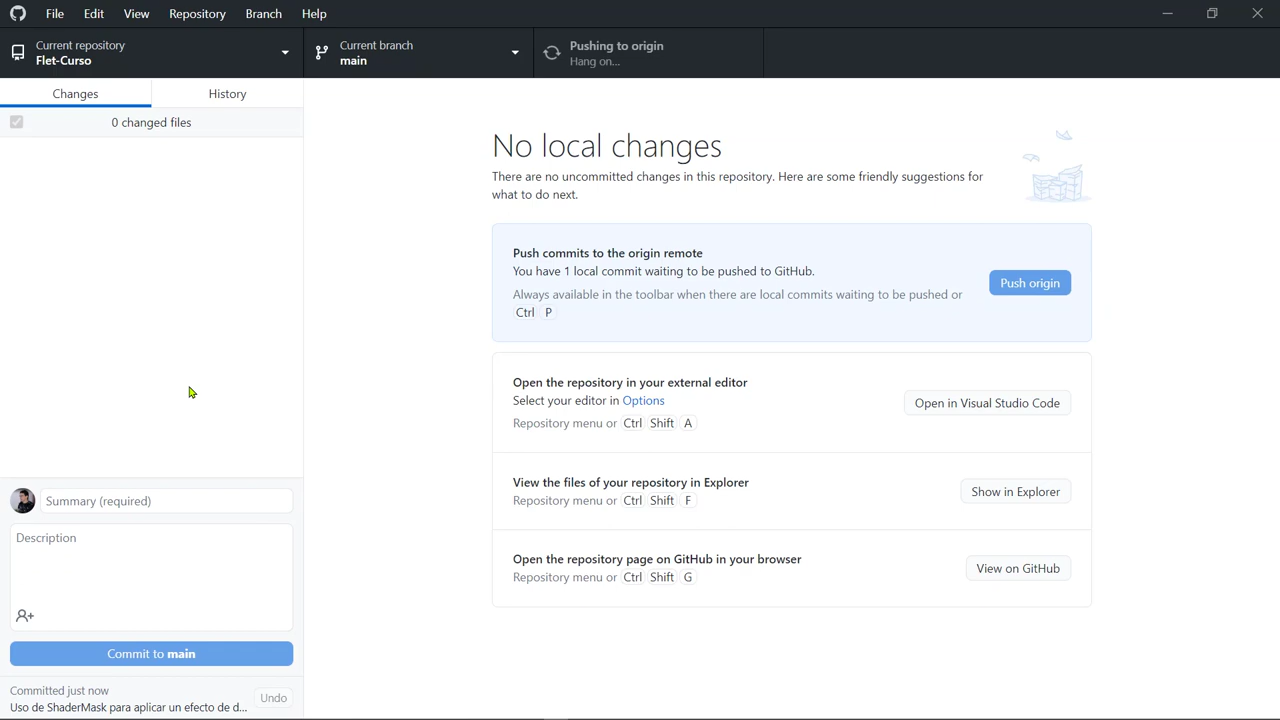 File Edit View Repository Branch Help
Current repository
Flet-Curso
Current branch
main
Pushing to origin
Hang on...
Changes
History
0 changed files
No local changes
There are no uncommitted changes in this repository. Here are some friendly suggestions for
what to do next.
Push commits to the origin remote
You have 1 local commit waiting to be pushed to GitHub.
Always available in the toolbar when there are local commits waiting to be pushed or
Ctrl P
Push origin
Open the repository in your external editor
Select your editor in Options
Repository menu or Ctrl Shift A
Open in Visual Studio Code
View the files of your repository in Explorer
Repository menu or Ctrl Shift F
Show in Explorer
Open the repository page on GitHub in your browser
Repository menu or Ctrl Shift G
View on GitHub
Summary (required)
Description
Commit to main
Committed just now
Uso de ShaderMask para aplicar un efecto de d...
Undo